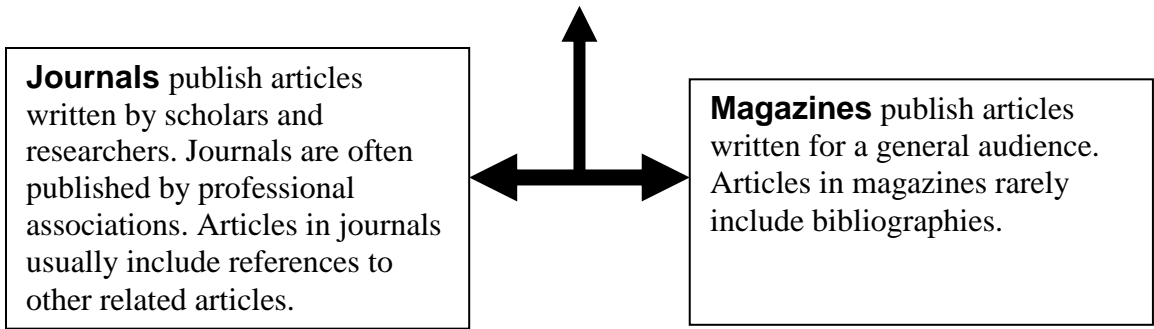 Journals publish articles
written by scholars and
researchers. Journals are often
published by professional
associations. Articles in journals
usually include references to
other related articles.
Magazines publish articles
written for a general audience.
Articles in magazines rarely
include bibliographies.